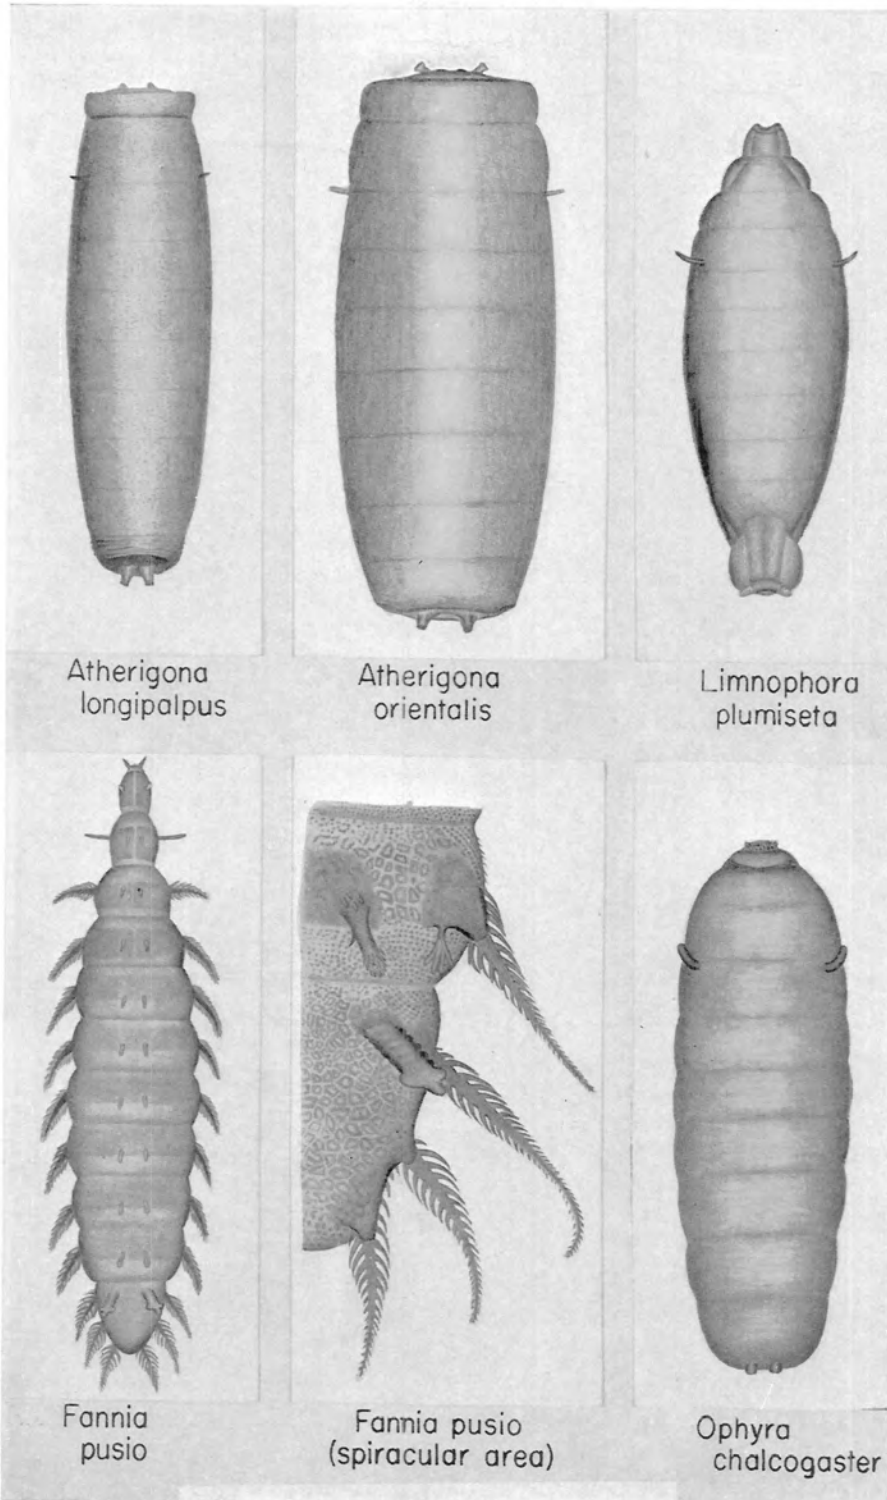 Atherigona
longipalpus
Atherigona
orientalis
Limnophora
plumiseta
Fannia
pusio
Fannia pusio
(spiracular area)
Ophyra
chalcogaster